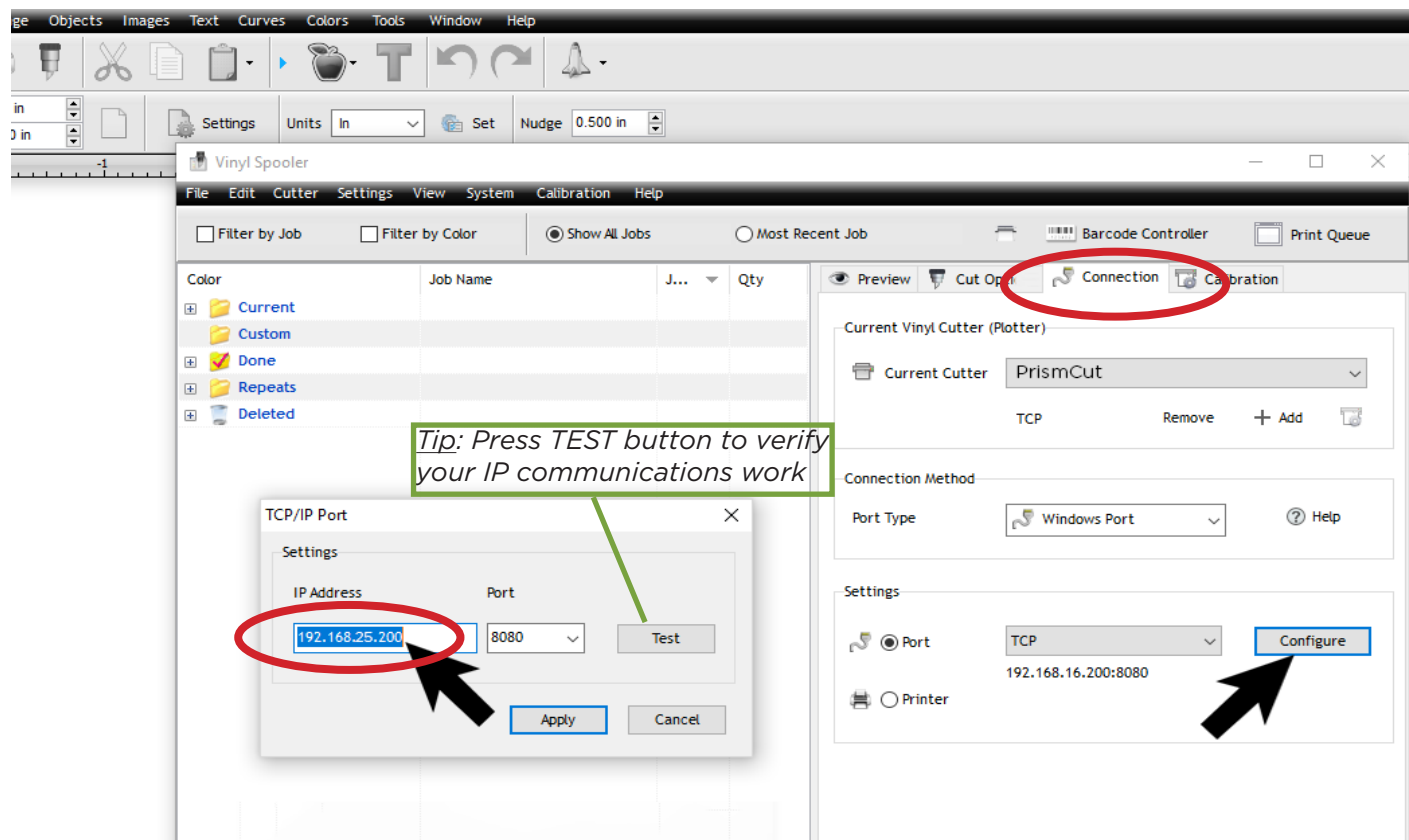 ge Objects Images Text Curves Colors Tools Window Help
in
0 in
Settings Units In Set Nudge 0.500 in
-1
Vinyl Spooler
File Edit Cutter Settings View System Calibration Help
Filter by Job Filter by Color Show All Jobs Most Recent Job Barcode Controller Print Queue
Color Job Name J... Qty
Preview Cut Op Connection Calibration
Current
Custom
Done
Repeats
Deleted
Current Vinyl Cutter (Plotter)
Current Cutter PrismCut
TCP Remove + Add
Tip: Press TEST button to verify
your IP communications work
Connection Method
Port Type Windows Port Help
TCP/IP Port
Settings
IP Address Port
192.168.25.200 8080 Test
Apply Cancel
Settings
Port TCP Configure
192.168.16.200:8080
Printer